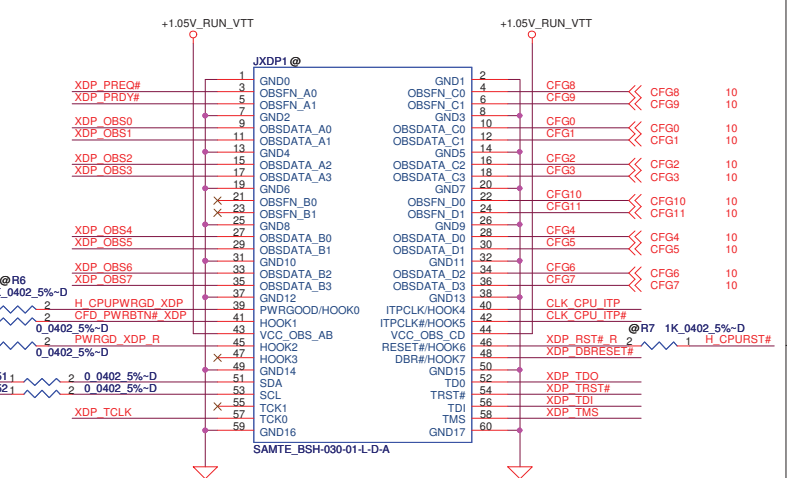 +1.05V_RUN_VTT +1.05V_RUN_VTT
JXDP1 @
1 GND0 GND1 2
XDP_PREQ# 3 OBSFN_A0 OBSFN_C0 4 CFG8 CFG8 10
XDP_PRDY# 5 OBSFN_A1 OBSFN_C1 6 CFG9 CFG9 10
7 GND2 GND3 8
XDP_OBS0 9 OBSDATA_A0 OBSDATA_C0 10 CFG0 CFG0 10
XDP_OBS1 11 OBSDATA_A1 OBSDATA_C1 12 CFG1 CFG1 10
13 GND4 GND5 14
XDP_OBS2 15 OBSDATA_A2 OBSDATA_C2 16 CFG2 CFG2 10
XDP_OBS3 17 OBSDATA_A3 OBSDATA_C3 18 CFG3 CFG3 10
19 GND6 GND7 20
21 OBSFN_B0 OBSFN_D0 22 CFG10 CFG10 10
23 OBSFN_B1 OBSFN_D1 24 CFG11 CFG11 10
25 GND8 GND9 26
XDP_OBS4 27 OBSDATA_B0 OBSDATA_D0 28 CFG4 CFG4 10
XDP_OBS5 29 OBSDATA_B1 OBSDATA_D1 30 CFG5 CFG5 10
31 GND10 GND11 32
XDP_OBS6 33 OBSDATA_B2 OBSDATA_D2 34 CFG6 CFG6 10
@R6 XDP_OBS7 35 OBSDATA_B3 OBSDATA_D3 36 CFG7 CFG7 10
_0402_5%~D 37 GND12 GND13 38
2 H_CPUPWRGD_XDP 39 PWRGOOD/HOOK0 ITPCLK/HOOK4 40 CLK_CPU_ITP
2 CFD_PWRBTN#_XDP 41 HOOK1 ITPCLK#/HOOK5 42 CLK_CPU_ITP#
0_0402_5%~D 43 VCC_OBS_AB VCC_OBS_CD 44 @R7 1K_0402_5%~D
2 PWRGD_XDP_R 45 HOOK2 RESET#/HOOK6 46 XDP_RST#_R 2 1 H_CPURST#
0_0402_5%~D 47 HOOK3 DBR#/HOOK7 48 XDP_DBRESET#
49 GND14 GND15 50
51 1 2 0_0402_5%~D 51 SDA TD0 52 XDP_TDO
52 1 2 0_0402_5%~D 53 SCL TRST# 54 XDP_TRST#
55 TCK1 TDI 56 XDP_TDI
XDP_TCLK 57 TCK0 TMS 58 XDP_TMS
59 GND16 GND17 60
SAMTE_BSH-030-01-L-D-A